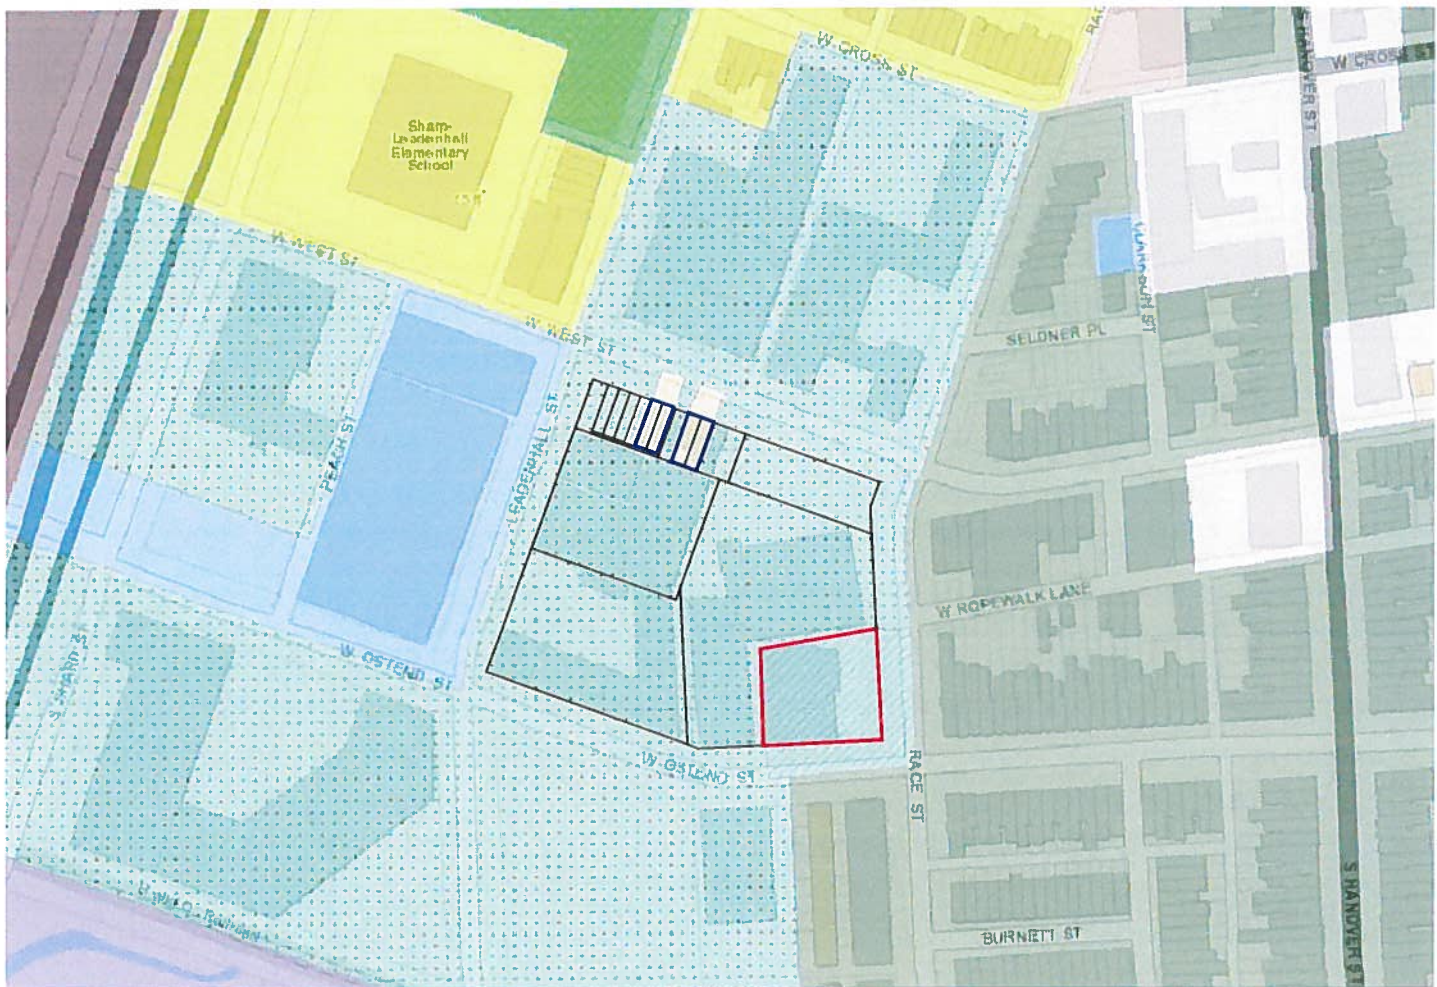 W CROSS ST
W CROSS ST
S HANOVER ST
Sharp-
Leadenhall
Elementary
School
W WEST ST
W WEST ST
SELDNER PL
PEACH ST
LEADENHALL ST
W ROPEWALK LANE
W OSTEND ST
W OSTEND ST
RACE ST
BURNETT ST
S HANOVER ST